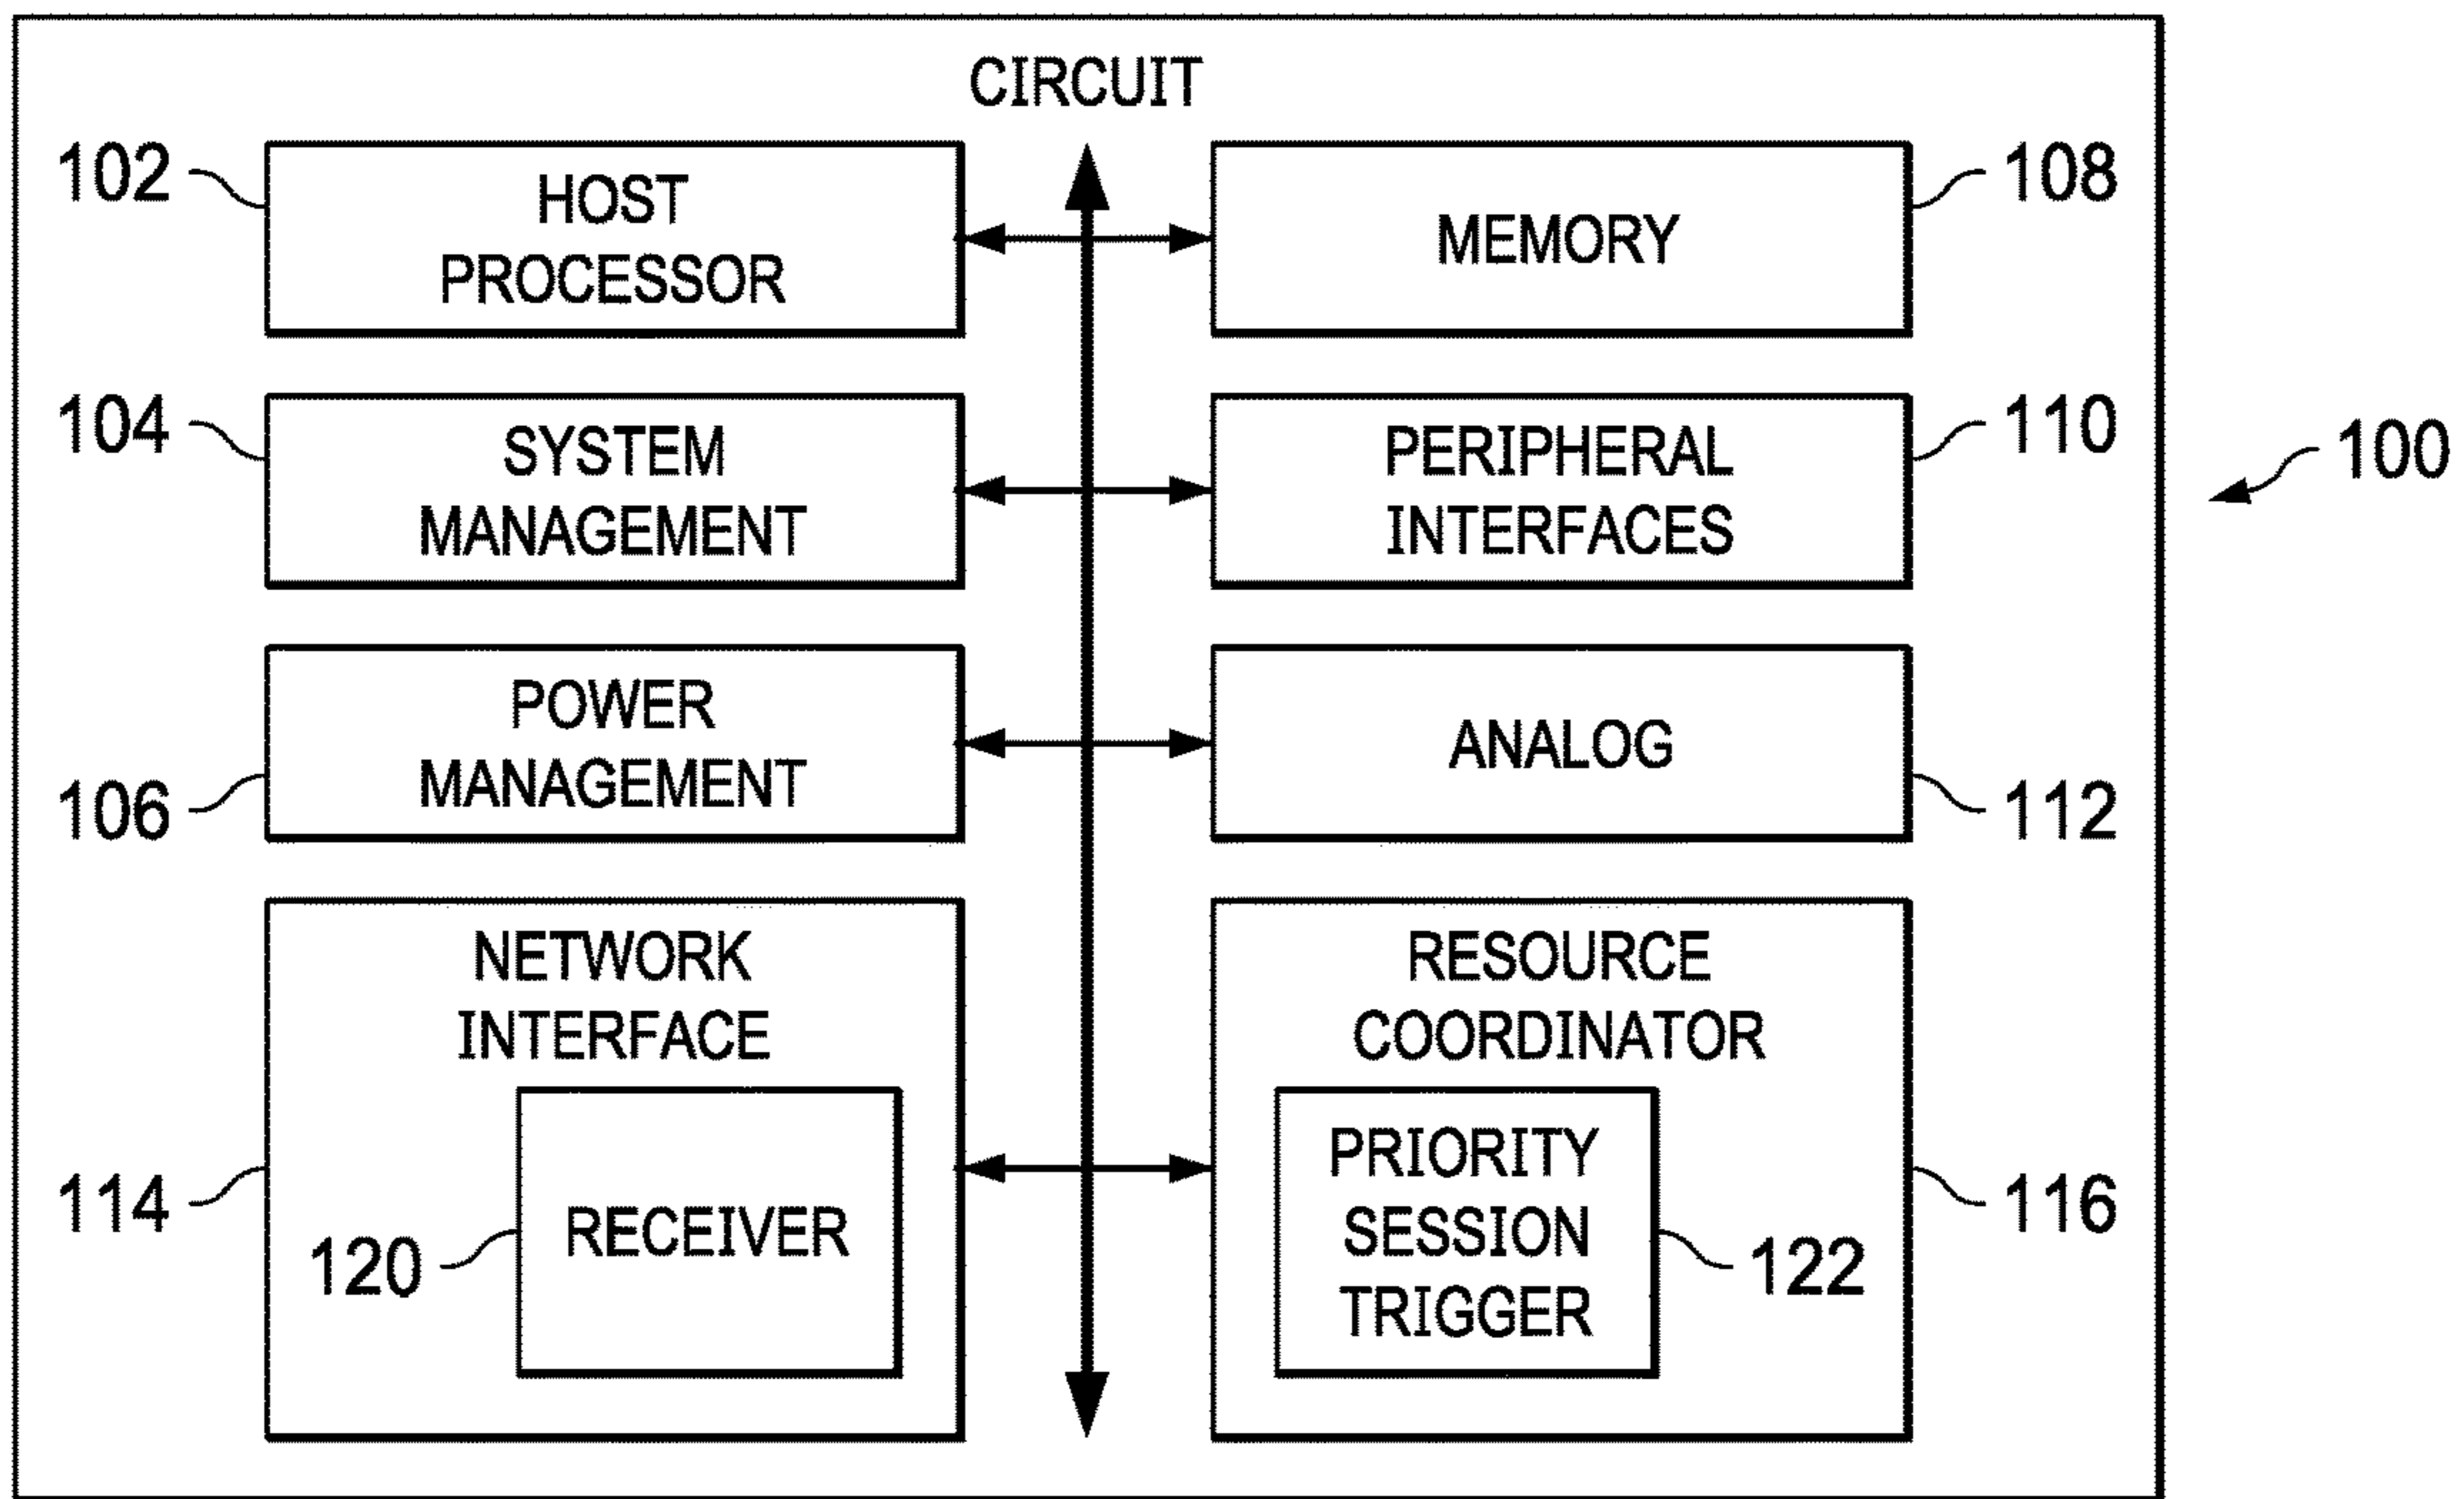 CIRCUIT
102
HOST
PROCESSOR
MEMORY
108
104
SYSTEM
MANAGEMENT
PERIPHERAL
INTERFACES
110
100
106
POWER
MANAGEMENT
ANALOG
112
114
NETWORK
INTERFACE
120
RECEIVER
RESOURCE
COORDINATOR
PRIORITY
SESSION
TRIGGER
122
116